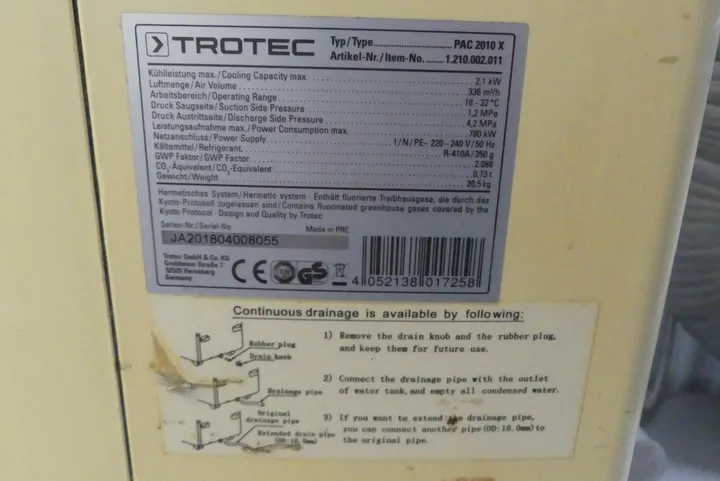 TROTEC
Typ/Type PAC 2010 X
Artikel-Nr./Item-No. 1.210.002.011
Kühlleistung max./Cooling Capacity max. 2,1 kW
Luftmenge/Air Volume 336 m³/h
Arbeitsbereich/Operating Range 18-32°C
Druck Saugseite/Suction Side Pressure 1,2 MPa
Druck Austrittseite/Discharge Side Pressure 4,2 MPa
Leistungsaufnahme max./Power Consumption max. 780 kW
Netzanschluss/Power Supply 1/N/PE~ 220-240 V/50 Hz
Kältemittel/Refrigerant R-410A/350 g
GWP Faktor/GWP Factor 2.088
CO₂-Äquivalent/CO₂-Equivalent 0,73 t
Gewicht/Weight 20,5 kg
Hermetisches System/Hermetic system · Enthält fluorierte Treibhausgase, die durch das
Kyoto-Protokoll zugelassen sind/Contains fluorinated greenhouse gases covered by the
Kyoto Protocol · Design and Quality by Trotec
Serien-Nr./Serial-No. Made in PRC
JA201804008055
Trotec GmbH & Co. KG
Grebbener Straße 7
52525 Heinsberg
Germany
CE GS
4 052138 017258
Continuous drainage is available by following:
Rubber plug
Drain knob
1) Remove the drain knob and the rubber plug,
and keep them for future use.
Drainage pipe
2) Connect the drainage pipe with the outlet
of water tank, and empty all condensed water.
Original
drainage pipe
Extended drain pipe
(OD:18.0mm)
3) If you want to extend the drainage pipe,
you can connect another pipe(OD:18.0mm)to
the original pipe.